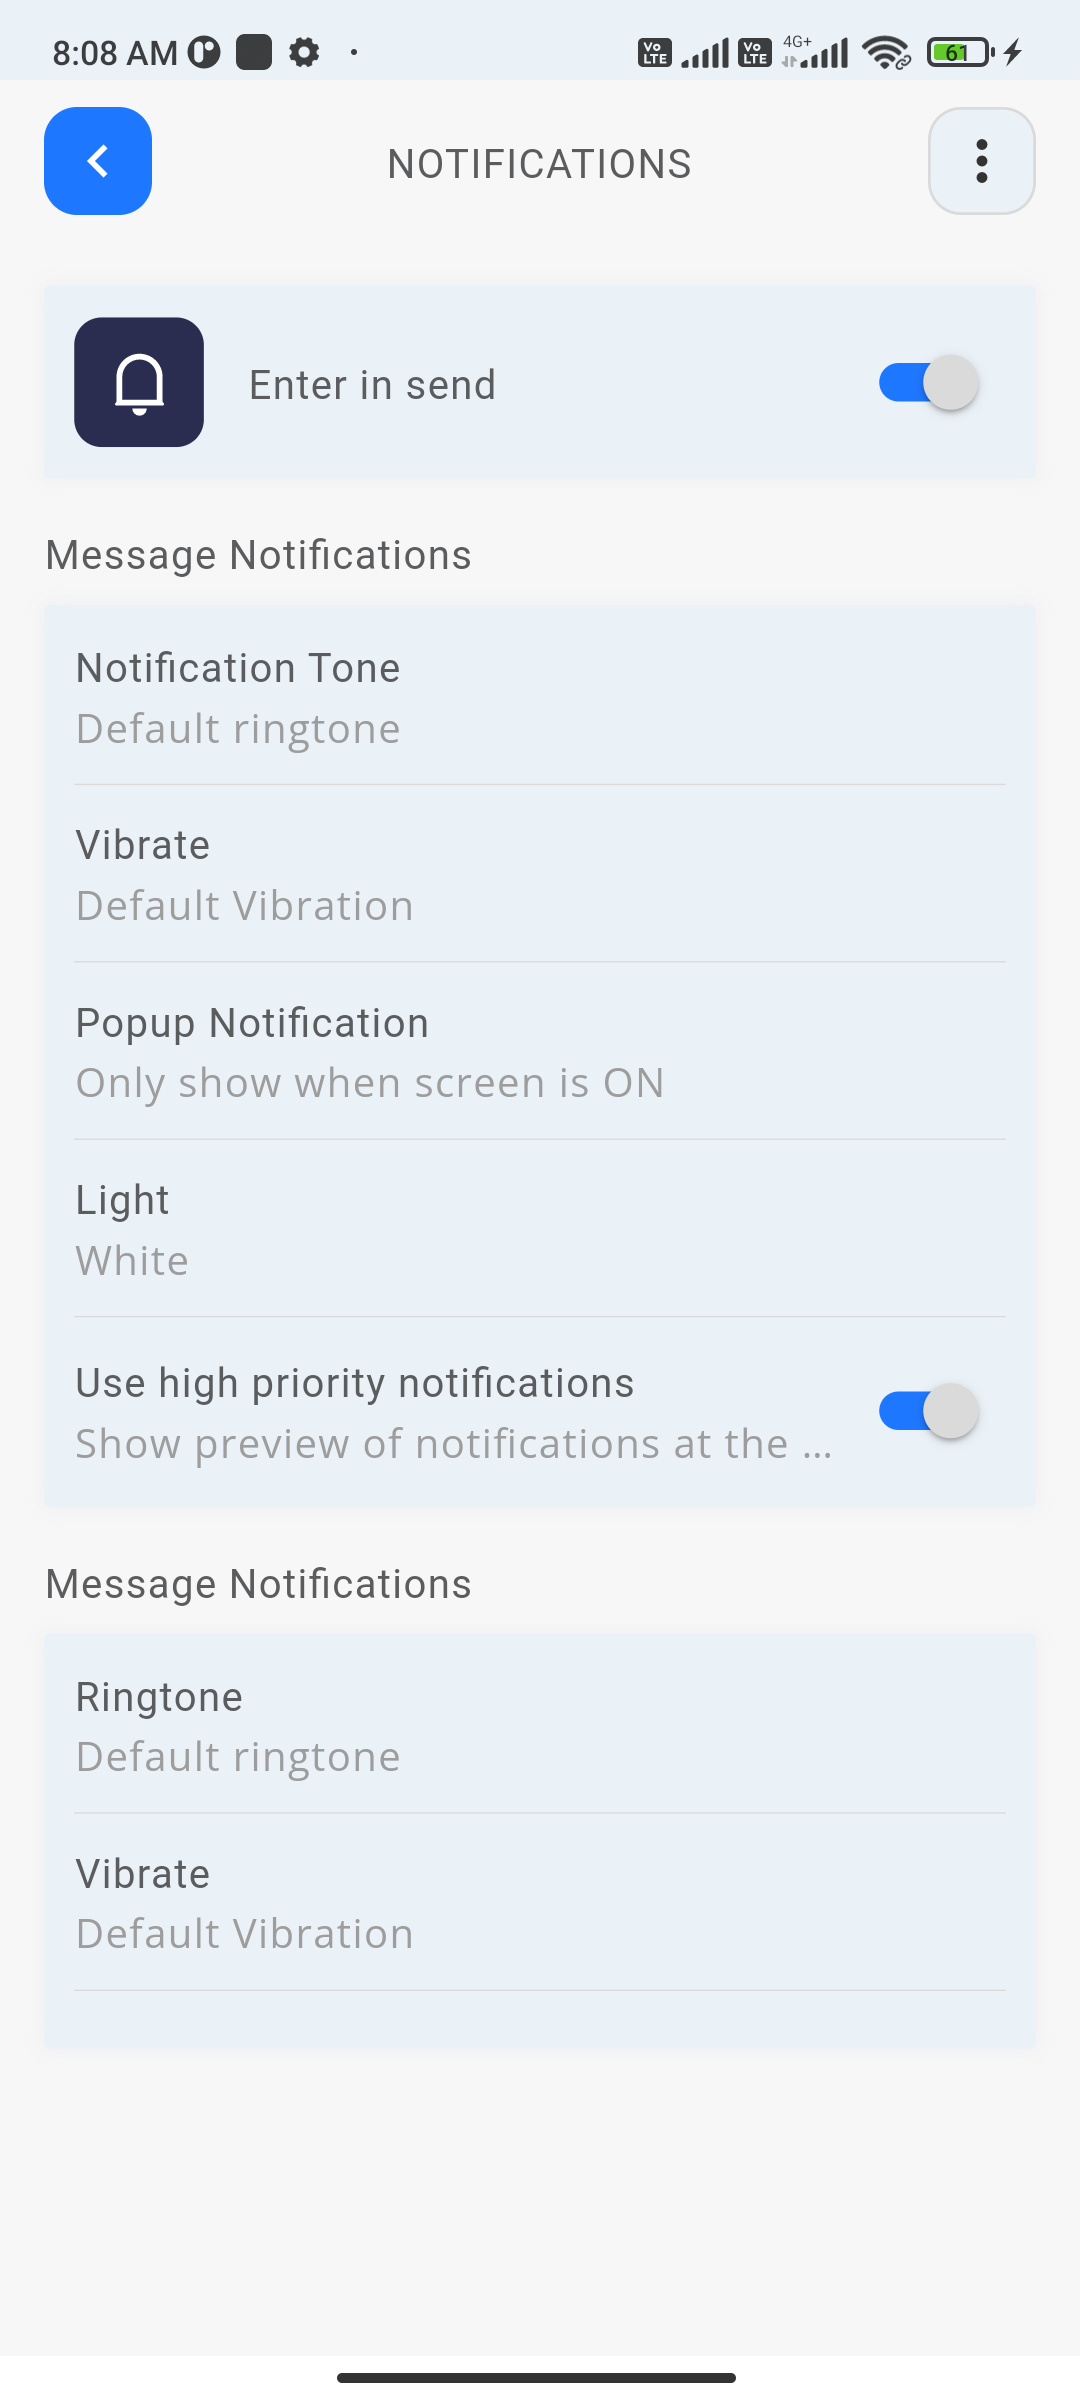 8:08 AM
Vo LTE
Vo LTE
4G+
61
NOTIFICATIONS
Enter in send
Message Notifications
Notification Tone
Default ringtone
Vibrate
Default Vibration
Popup Notification
Only show when screen is ON
Light
White
Use high priority notifications
Show preview of notifications at the ...
Message Notifications
Ringtone
Default ringtone
Vibrate
Default Vibration